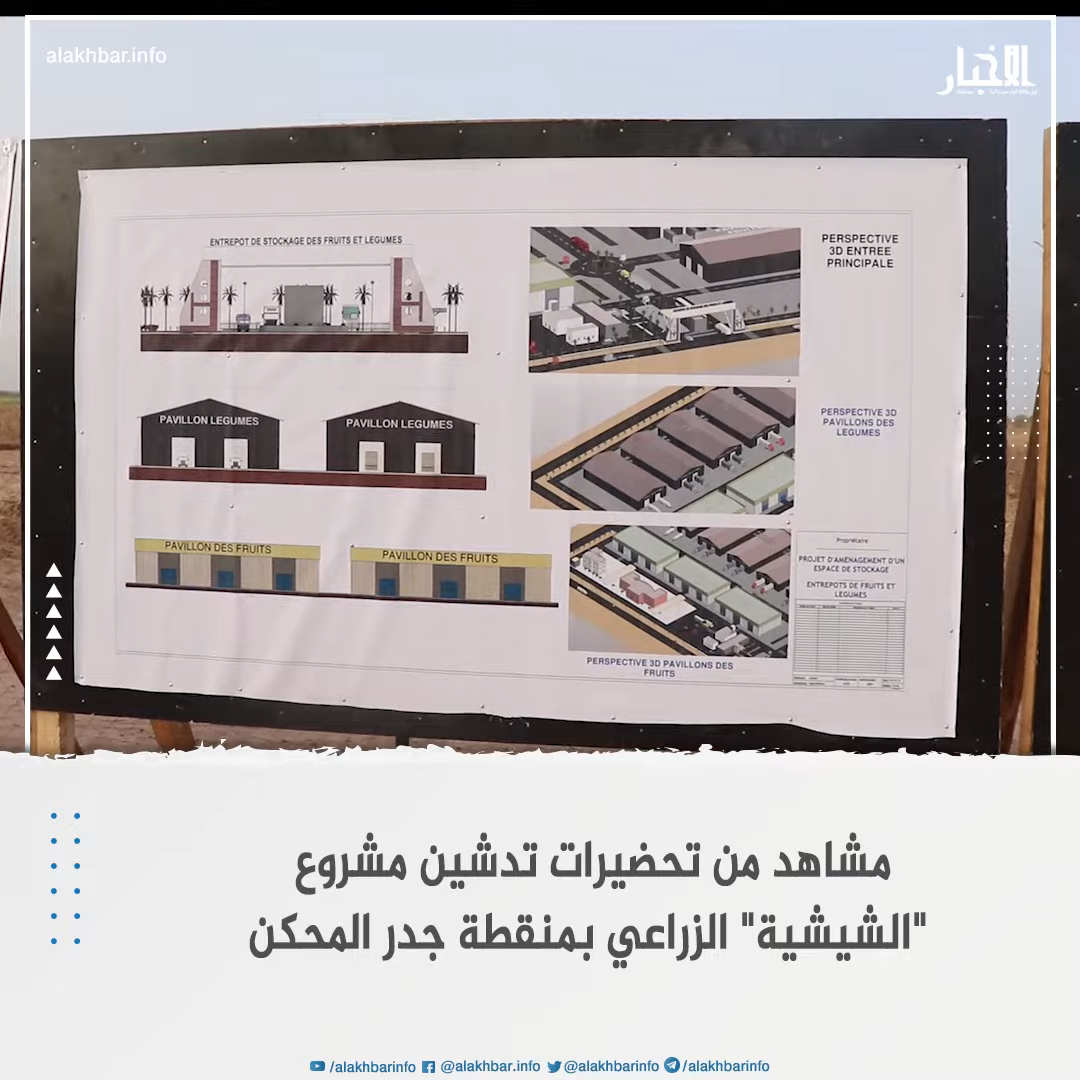 alakhbar.info
الأخبار
ENTREPOT DE STOCKAGE DES FRUITS ET LEGUMES
PERSPECTIVE
3D ENTREE
PRINCIPALE
PAVILLON LEGUMES
PAVILLON LEGUMES
PERSPECTIVE 3D
PAVILLONS DES
LEGUMES
PAVILLON DES FRUITS
PAVILLON DES FRUITS
Propriétaire
PROJET D'AMENAGEMENT D'UN
ESPACE DE STOCKAGE
ENTREPOTS DE FRUITS ET
LEGUMES
PERSPECTIVE 3D PAVILLONS DES
FRUITS
مشاهد من تحضيرات تدشين مشروع
"الشيشية" الزراعي بمنقطة جدر المحكن
/alakhbarinfo @alakhbar.info @alakhbarinfo /alakhbarinfo